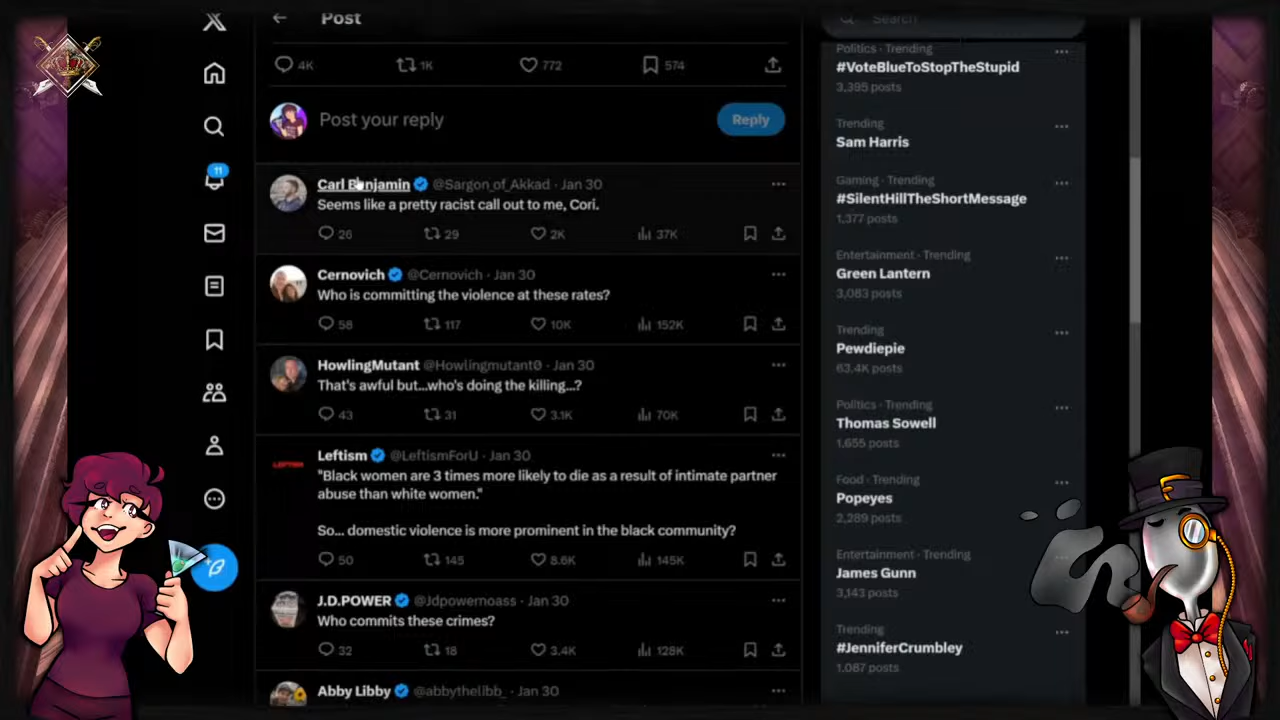 Post
4K 1K 772 574
Post your reply
Reply
11
Carl Benjamin @Sargon_of_Akkad · Jan 30
Seems like a pretty racist call out to me, Cori.
26 29 2K 37K
Cernovich @Cernovich · Jan 30
Who is committing the violence at these rates?
58 117 10K 152K
HowlingMutant @Howlingmutant0 · Jan 30
That's awful but...who's doing the killing...?
43 31 3.1K 70K
LEFTISM
Leftism @LeftismForU · Jan 30
"Black women are 3 times more likely to die as a result of intimate partner
abuse than white women."
So... domestic violence is more prominent in the black community?
50 145 8.6K 145K
J.D.POWER @Jdpowernoass · Jan 30
Who commits these crimes?
32 18 3.4K 128K
Abby Libby @abbythelibb_ · Jan 30
Search
Politics · Trending
#VoteBlueToStopTheStupid
3,395 posts
Trending
Sam Harris
Gaming · Trending
#SilentHillTheShortMessage
1,377 posts
Entertainment · Trending
Green Lantern
3,083 posts
Trending
Pewdiepie
63.4K posts
Politics · Trending
Thomas Sowell
1,655 posts
Food · Trending
Popeyes
2,289 posts
Entertainment · Trending
James Gunn
3,143 posts
Trending
#JenniferCrumbley
1,087 posts